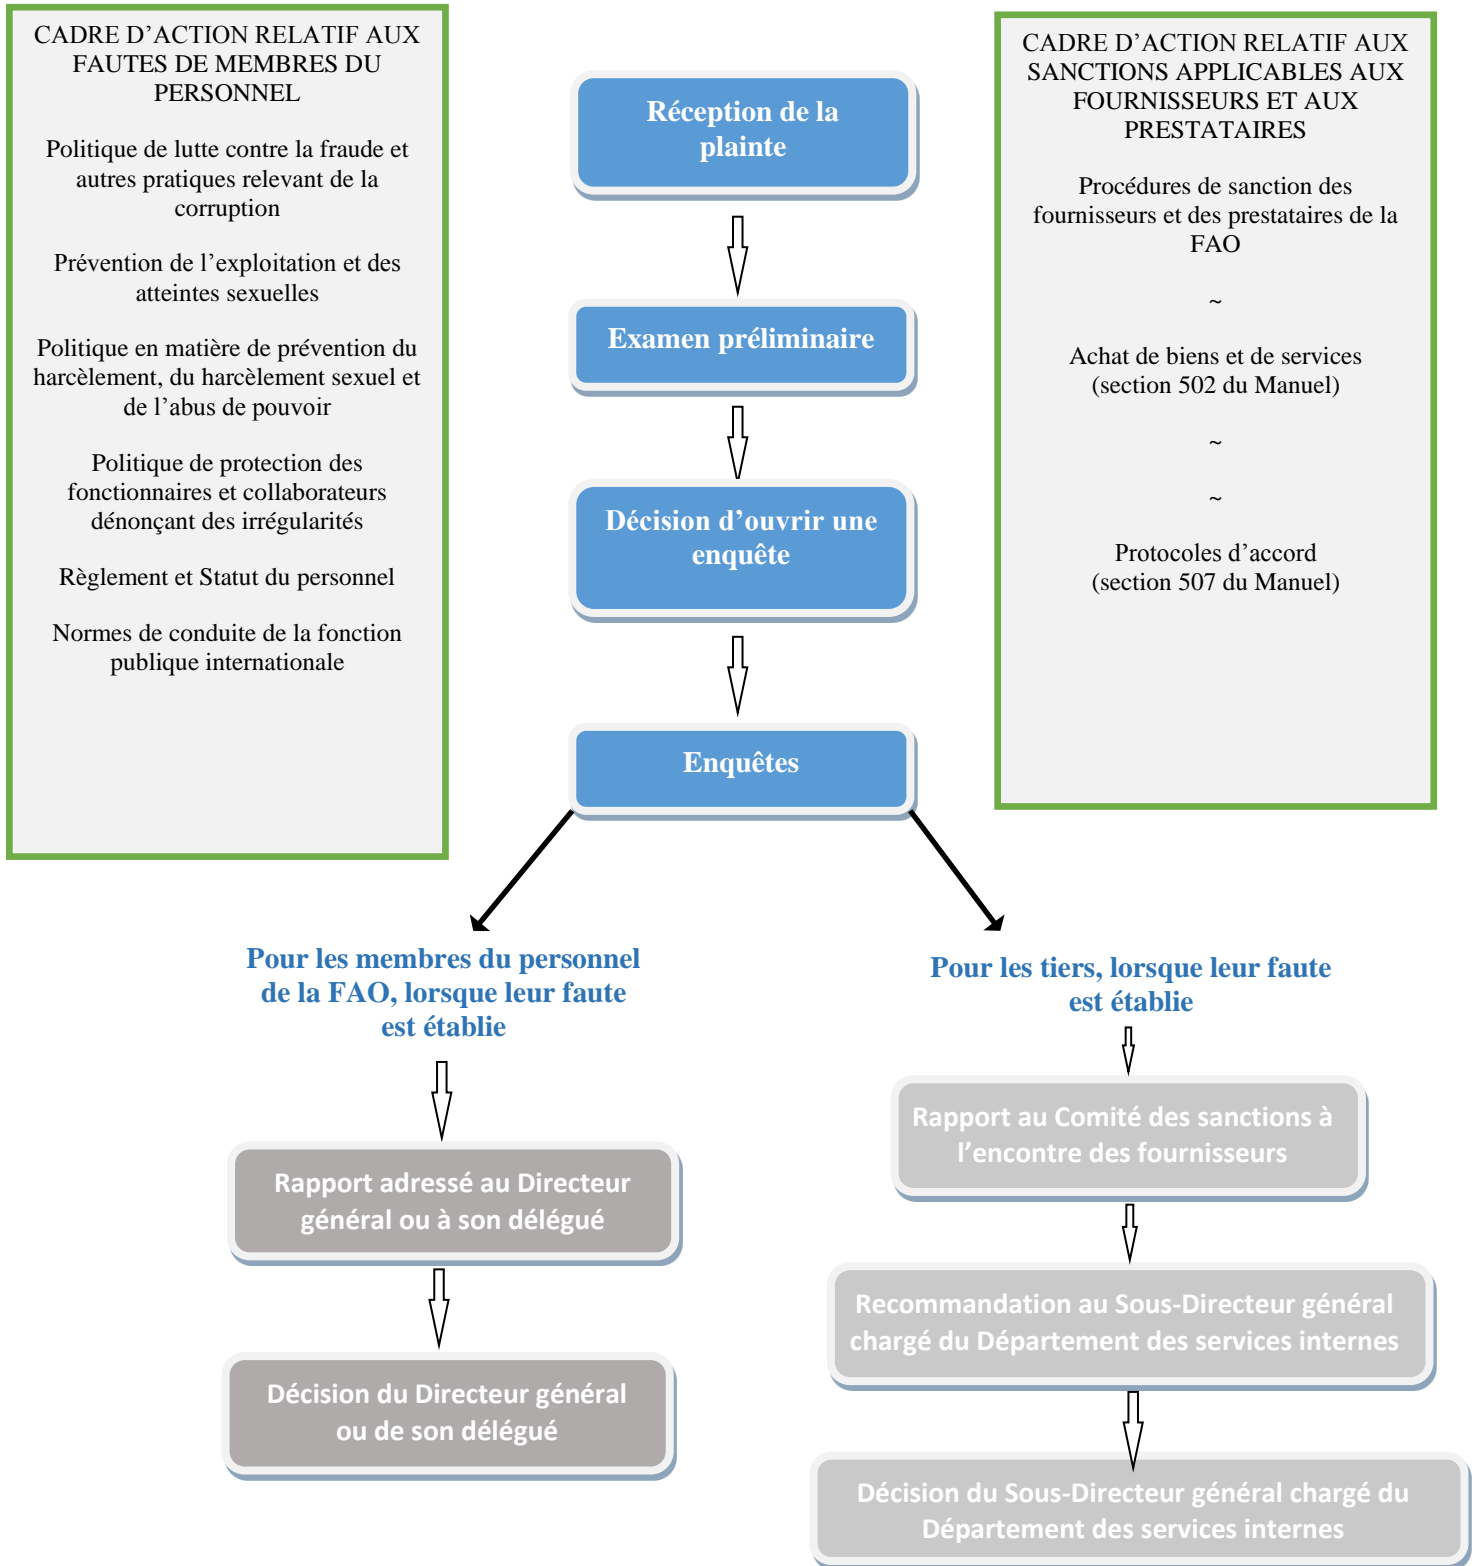 CADRE D’ACTION RELATIF AUX
FAUTES DE MEMBRES DU
PERSONNEL
Politique de lutte contre la fraude et
autres pratiques relevant de la
corruption
Prévention de l’exploitation et des
atteintes sexuelles
Politique en matière de prévention du
harcèlement, du harcèlement sexuel et
de l’abus de pouvoir
Politique de protection des
fonctionnaires et collaborateurs
dénonçant des irrégularités
Règlement et Statut du personnel
Normes de conduite de la fonction
publique internationale
Réception de la
plainte
Examen préliminaire
Décision d’ouvrir une
enquête
Enquêtes
CADRE D’ACTION RELATIF AUX
SANCTIONS APPLICABLES AUX
FOURNISSEURS ET AUX
PRESTATAIRES
Procédures de sanction des
fournisseurs et des prestataires de la
FAO
~
Achat de biens et de services
(section 502 du Manuel)
~
~
Protocoles d’accord
(section 507 du Manuel)
Pour les membres du personnel
de la FAO, lorsque leur faute
est établie
Rapport adressé au Directeur
général ou à son délégué
Décision du Directeur général
ou de son délégué
Pour les tiers, lorsque leur faute
est établie
Rapport au Comité des sanctions à
l’encontre des fournisseurs
Recommandation au Sous-Directeur général
chargé du Département des services internes
Décision du Sous-Directeur général chargé du
Département des services internes